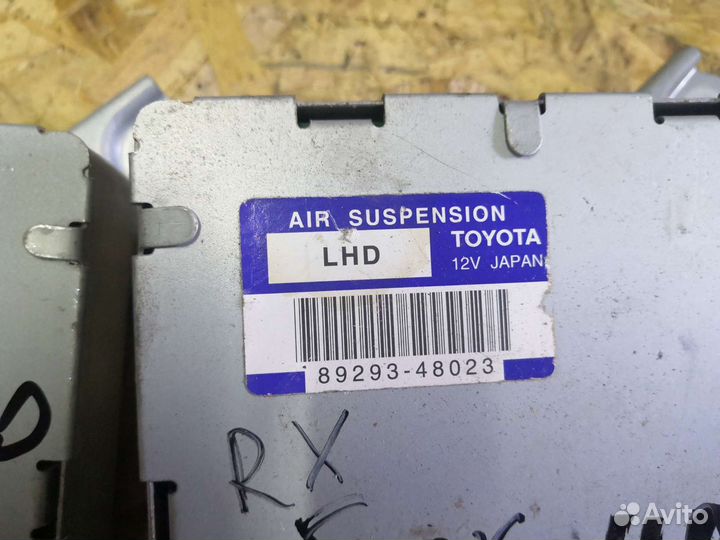 AIR SUSPENSION
LHD
TOYOTA
12V JAPAN
89293-48023
RX
Avito